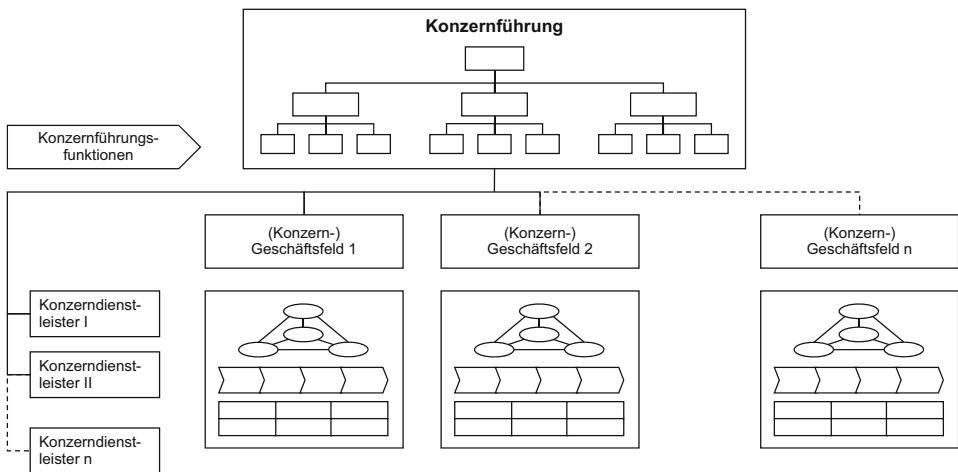 Konzernführung
Konzernführungs-
funktionen
(Konzern-)
Geschäftsfeld 1
(Konzern-)
Geschäftsfeld 2
(Konzern-)
Geschäftsfeld n
Konzerndienst-
leister I
Konzerndienst-
leister II
Konzerndienst-
leister n